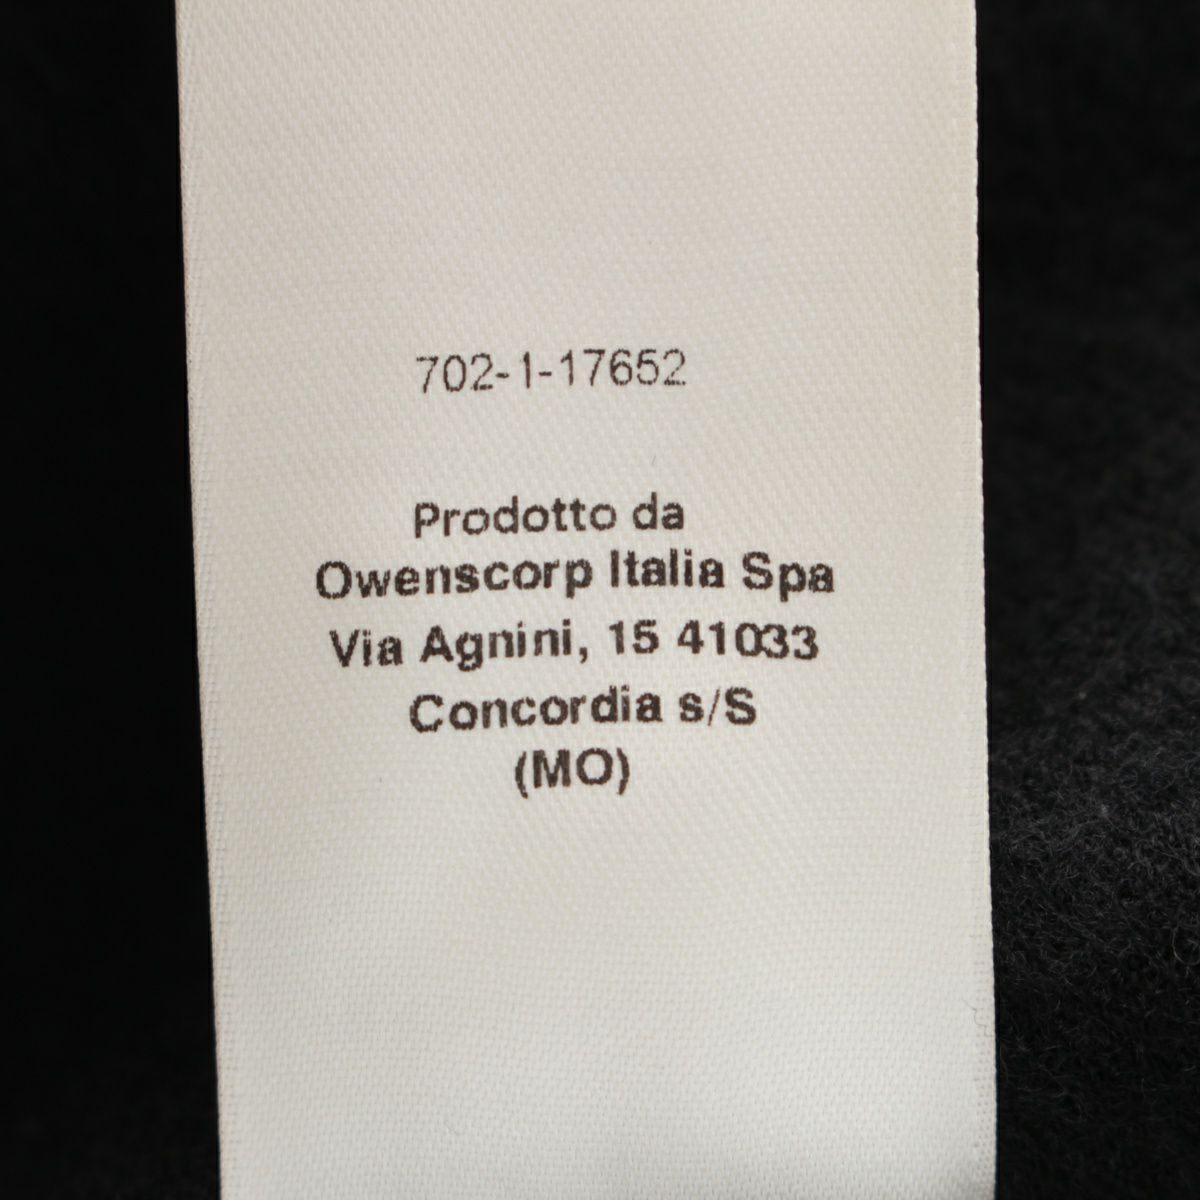 702-1-17652
Prodotto da
Owenscorp Italia Spa
Via Agnini, 15 41033
Concordia s/S
(MO)